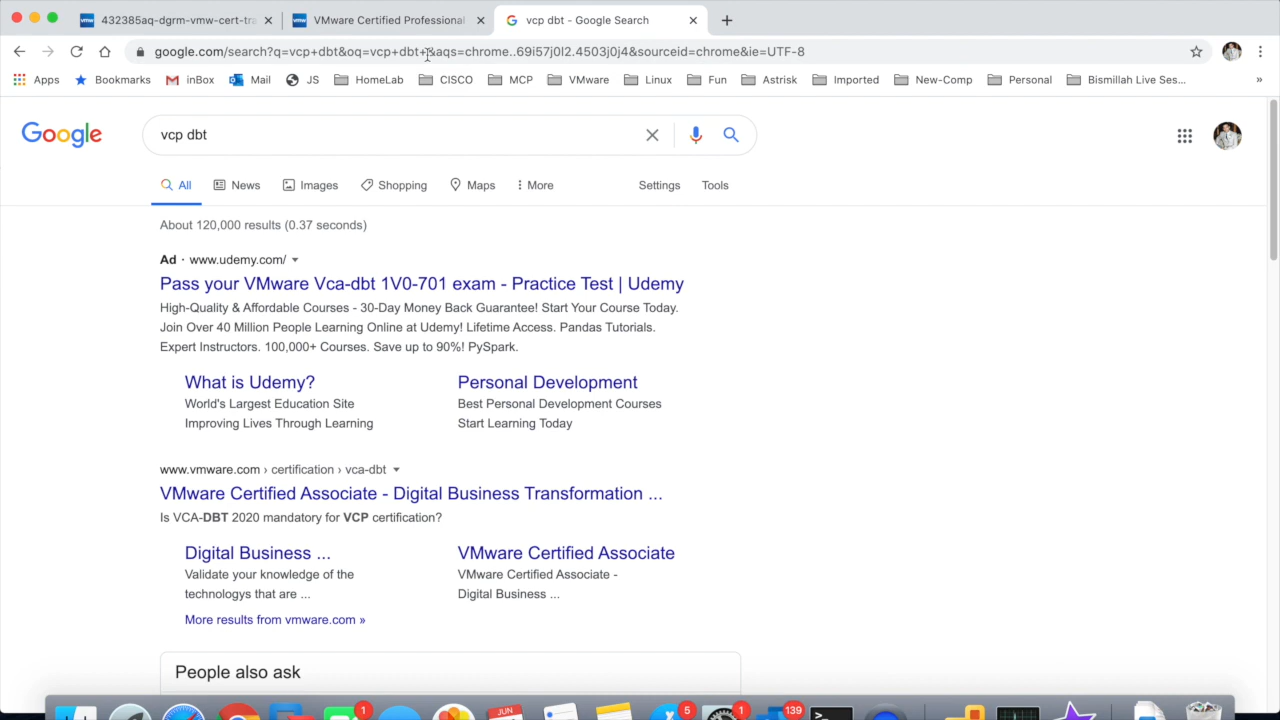 432385aq-dgrm-vmw-cert-tra
VMware Certified Professional
vcp dbt - Google Search
google.com/search?q=vcp+dbt&oq=vcp+dbt+&aqs=chrome..69i57j0l2.4503j0j4&sourceid=chrome&ie=UTF-8
Apps Bookmarks inBox Mail JS HomeLab CISCO MCP VMware Linux Fun Astrisk Imported New-Comp Personal Bismillah Live Ses... »
Google
vcp dbt
All News Images Shopping Maps More Settings Tools
About 120,000 results (0.37 seconds)
Ad · www.udemy.com/
Pass your VMware Vca-dbt 1V0-701 exam - Practice Test | Udemy
High-Quality & Affordable Courses - 30-Day Money Back Guarantee! Start Your Course Today.
Join Over 40 Million People Learning Online at Udemy! Lifetime Access. Pandas Tutorials.
Expert Instructors. 100,000+ Courses. Save up to 90%! PySpark.
What is Udemy?
World's Largest Education Site
Improving Lives Through Learning
Personal Development
Best Personal Development Courses
Start Learning Today
www.vmware.com › certification › vca-dbt
VMware Certified Associate - Digital Business Transformation ...
Is VCA-DBT 2020 mandatory for VCP certification?
Digital Business ...
Validate your knowledge of the
technologys that are ...
VMware Certified Associate
VMware Certified Associate -
Digital Business ...
More results from vmware.com »
People also ask
1 JUN 5 1 139